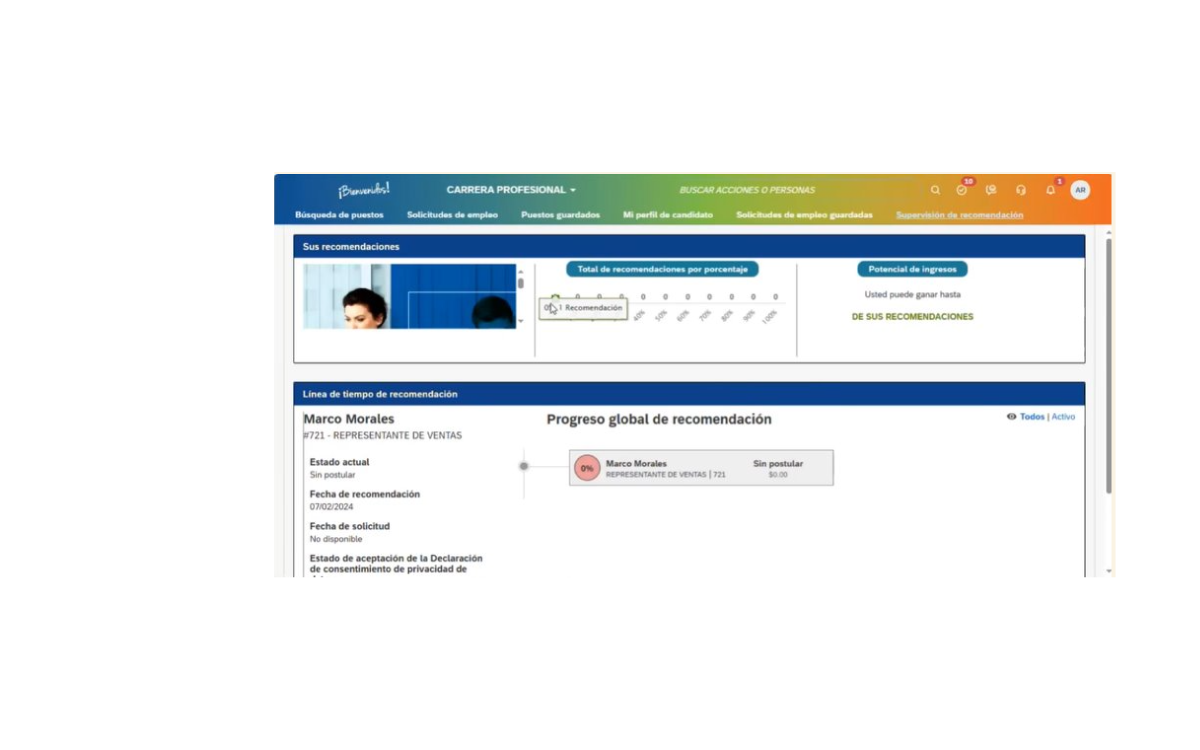 ¡Bienvenidos!
CARRERA PROFESIONAL
BUSCAR ACCIONES O PERSONAS
58
1
AR
Búsqueda de puestos
Solicitudes de empleo
Puestos guardados
Mi perfil de candidato
Solicitudes de empleo guardadas
Supervisión de recomendación
Sus recomendaciones
Total de recomendaciones por porcentaje
0 0 0 0 0 0 0 0 0
1 Recomendación
40% 50% 60% 70% 80% 90% 100%
Potencial de ingresos
Usted puede ganar hasta
DE SUS RECOMENDACIONES
Línea de tiempo de recomendación
Marco Morales
#721 - REPRESENTANTE DE VENTAS
Estado actual
Sin postular
Fecha de recomendación
07/02/2024
Fecha de solicitud
No disponible
Estado de aceptación de la Declaración
de consentimiento de privacidad de
Progreso global de recomendación
Todos | Activo
0%
Marco Morales
REPRESENTANTE DE VENTAS | 721
Sin postular
$0.00